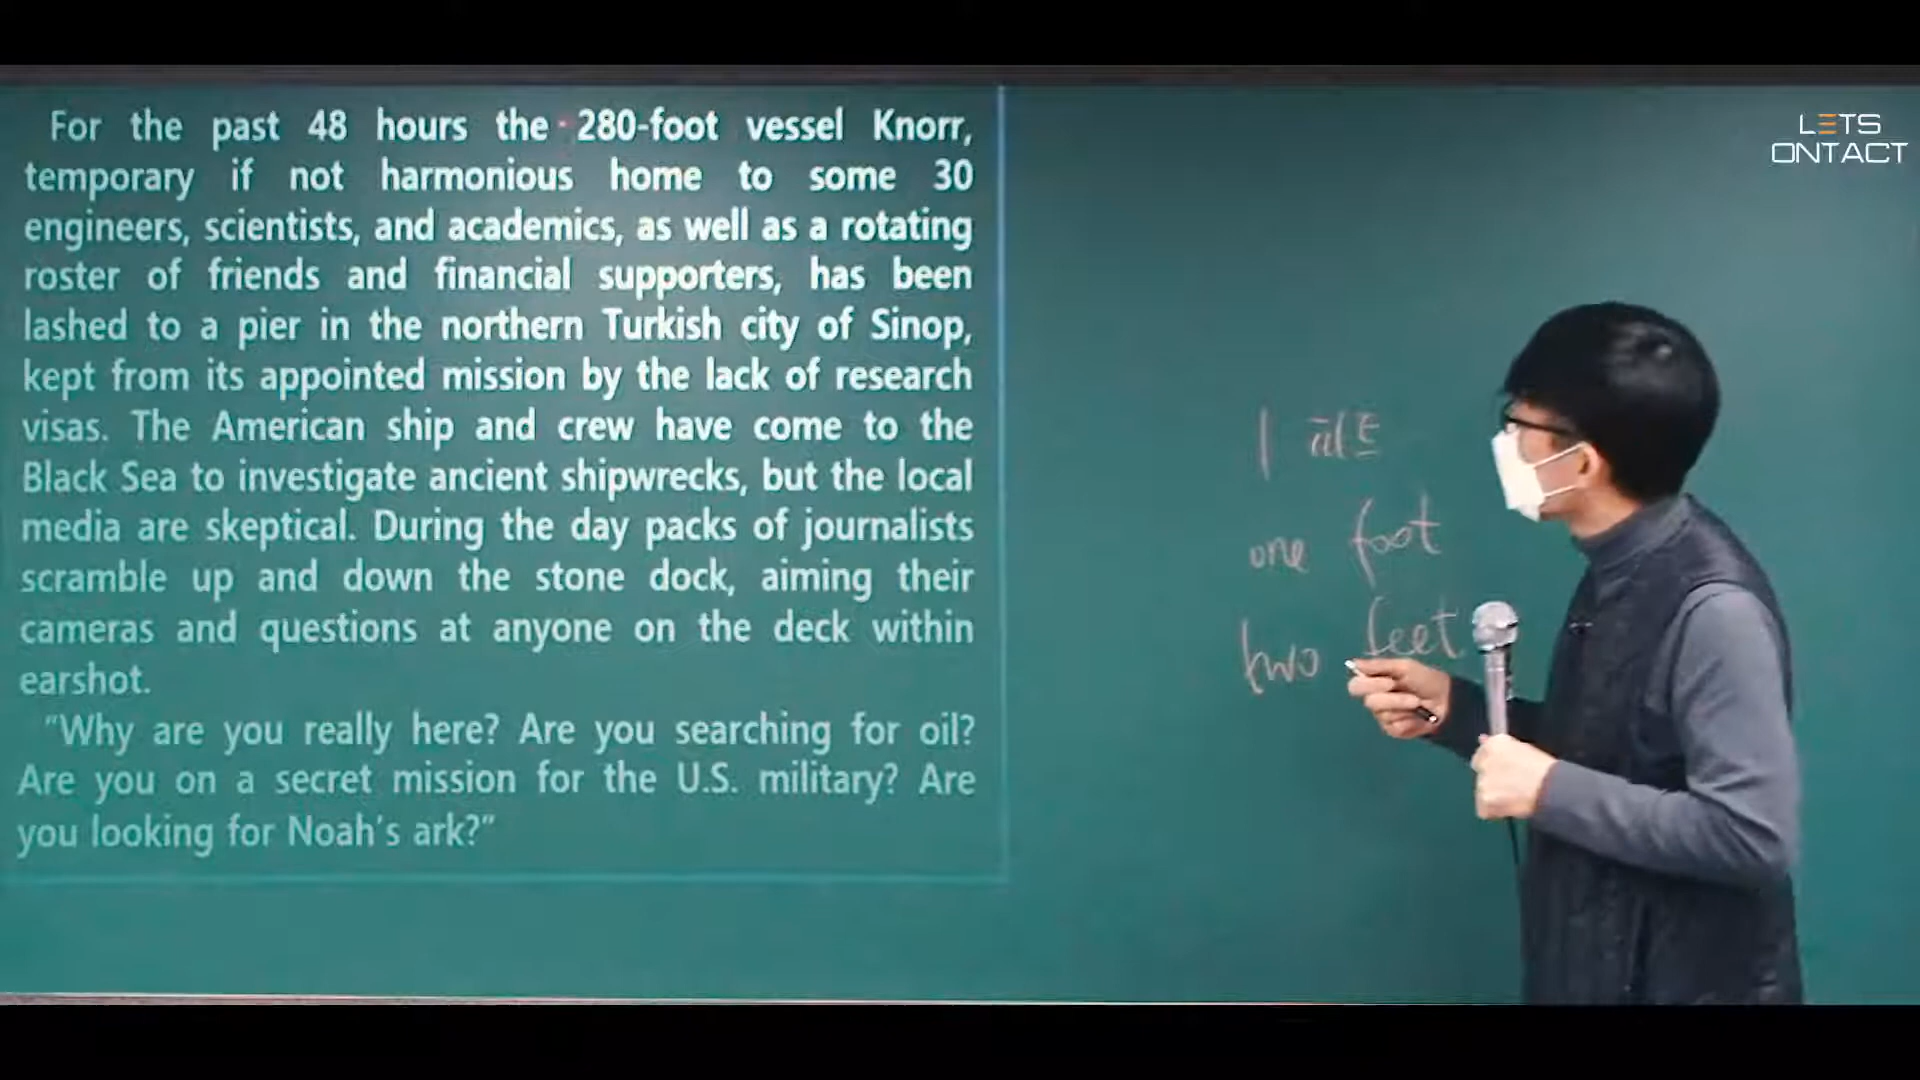 For the past 48 hours the 280-foot vessel Knorr,
temporary if not harmonious home to some 30
engineers, scientists, and academics, as well as a rotating
roster of friends and financial supporters, has been
lashed to a pier in the northern Turkish city of Sinop,
kept from its appointed mission by the lack of research
visas. The American ship and crew have come to the
Black Sea to investigate ancient shipwrecks, but the local
media are skeptical. During the day packs of journalists
scramble up and down the stone dock, aiming their
cameras and questions at anyone on the deck within
earshot.
"Why are you really here? Are you searching for oil?
Are you on a secret mission for the U.S. military? Are
you looking for Noah's ark?"
1
one foot
two feet
LETS
ONTACT